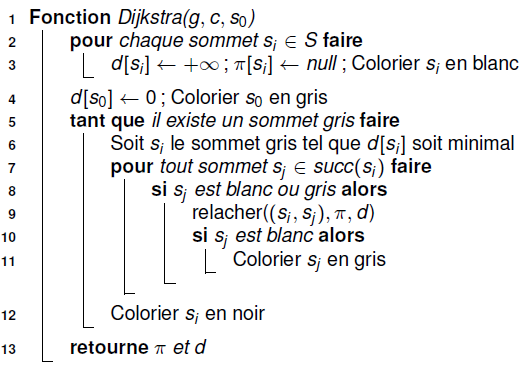 1 Fonction Dijkstra(g, c, s₀)
2 pour chaque sommet sᵢ ∈ S faire
3 d[sᵢ] ← +∞ ; π[sᵢ] ← null ; Colorier sᵢ en blanc
4 d[s₀] ← 0 ; Colorier s₀ en gris
5 tant que il existe un sommet gris faire
6 Soit sᵢ le sommet gris tel que d[sᵢ] soit minimal
7 pour tout sommet sⱼ ∈ succ(sᵢ) faire
8 si sⱼ est blanc ou gris alors
9 relacher((sᵢ, sⱼ), π, d)
10 si sⱼ est blanc alors
11 Colorier sⱼ en gris
12 Colorier sᵢ en noir
13 retourne π et d